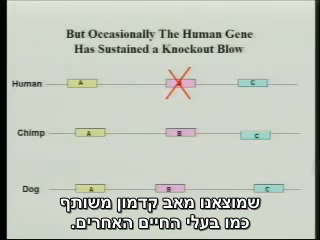 But Occasionally The Human Gene
Has Sustained a Knockout Blow
Human A B C
Chimp A B C
Dog A B C
שמוצאנו מאב קדמון משותף
כמו בעלי החיים האחרים.